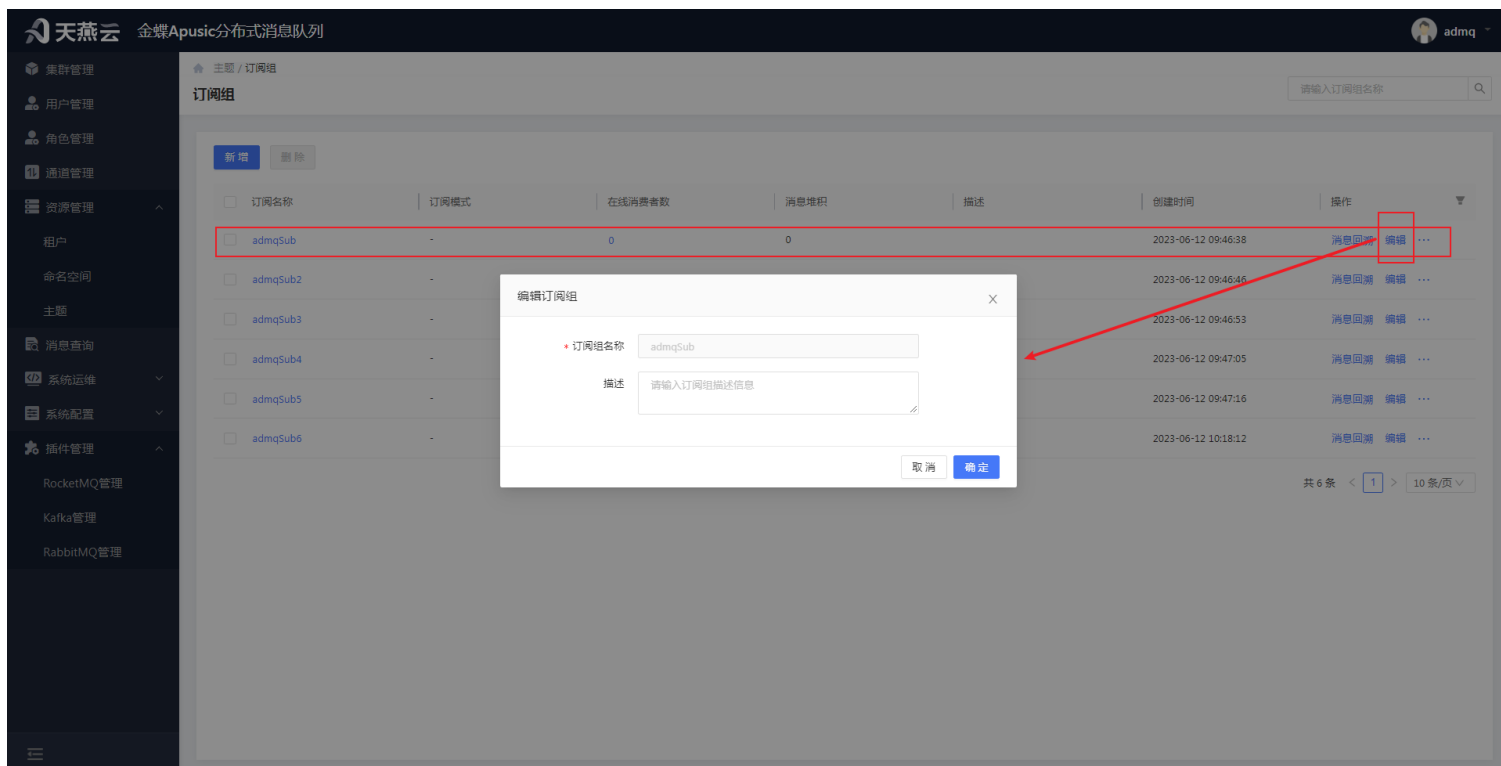 天燕云 金蝶Apusic分布式消息队列
admq
集群管理
用户管理
角色管理
通道管理
资源管理
租户
命名空间
主题
消息查询
系统运维
系统配置
插件管理
RocketMQ管理
Kafka管理
RabbitMQ管理
主题 / 订阅组
订阅组
请输入订阅组名称
新增 删除
订阅名称 订阅模式 在线消费者数 消息堆积 描述 创建时间 操作
admqSub - 0 0 2023-06-12 09:46:38 消息回溯 编辑 ···
admqSub2 - 2023-06-12 09:46:46 消息回溯 编辑 ···
admqSub3 - 2023-06-12 09:46:53 消息回溯 编辑 ···
admqSub4 - 2023-06-12 09:47:05 消息回溯 编辑 ···
admqSub5 - 2023-06-12 09:47:16 消息回溯 编辑 ···
admqSub6 - 2023-06-12 10:18:12 消息回溯 编辑 ···
共 6 条 < 1 > 10 条/页
编辑订阅组
* 订阅组名称 admqSub
描述 请输入订阅组描述信息
取消 确定